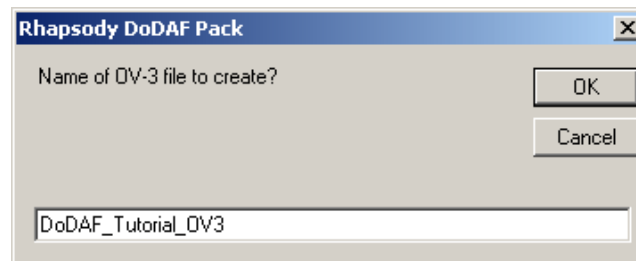 Rhapsody DoDAF Pack
Name of OV-3 file to create?
OK
Cancel
DoDAF_Tutorial_OV3